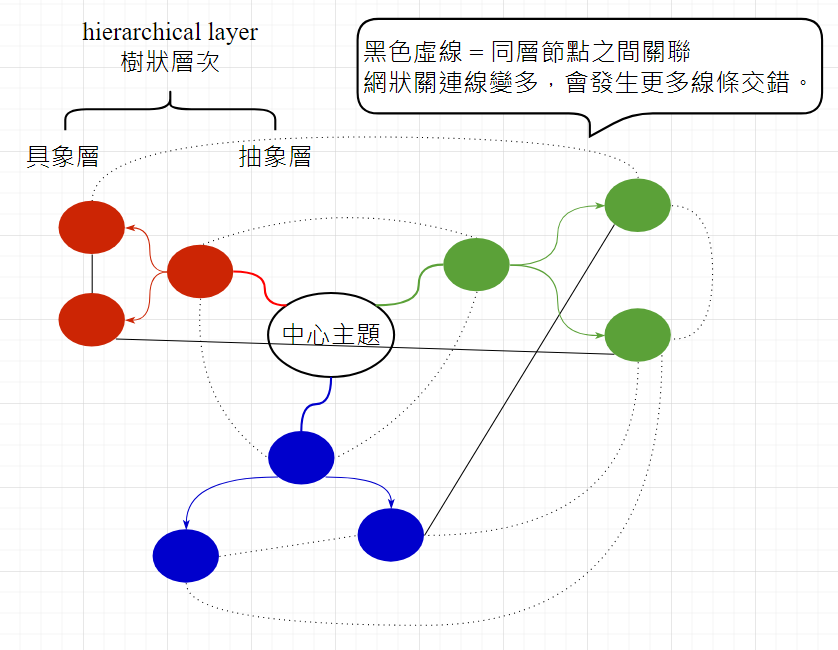 hierarchical layer
樹狀層次
黑色虛線＝同層節點之間關聯
網狀關連線變多，會發生更多線條交錯。
具象層
抽象層
中心主題